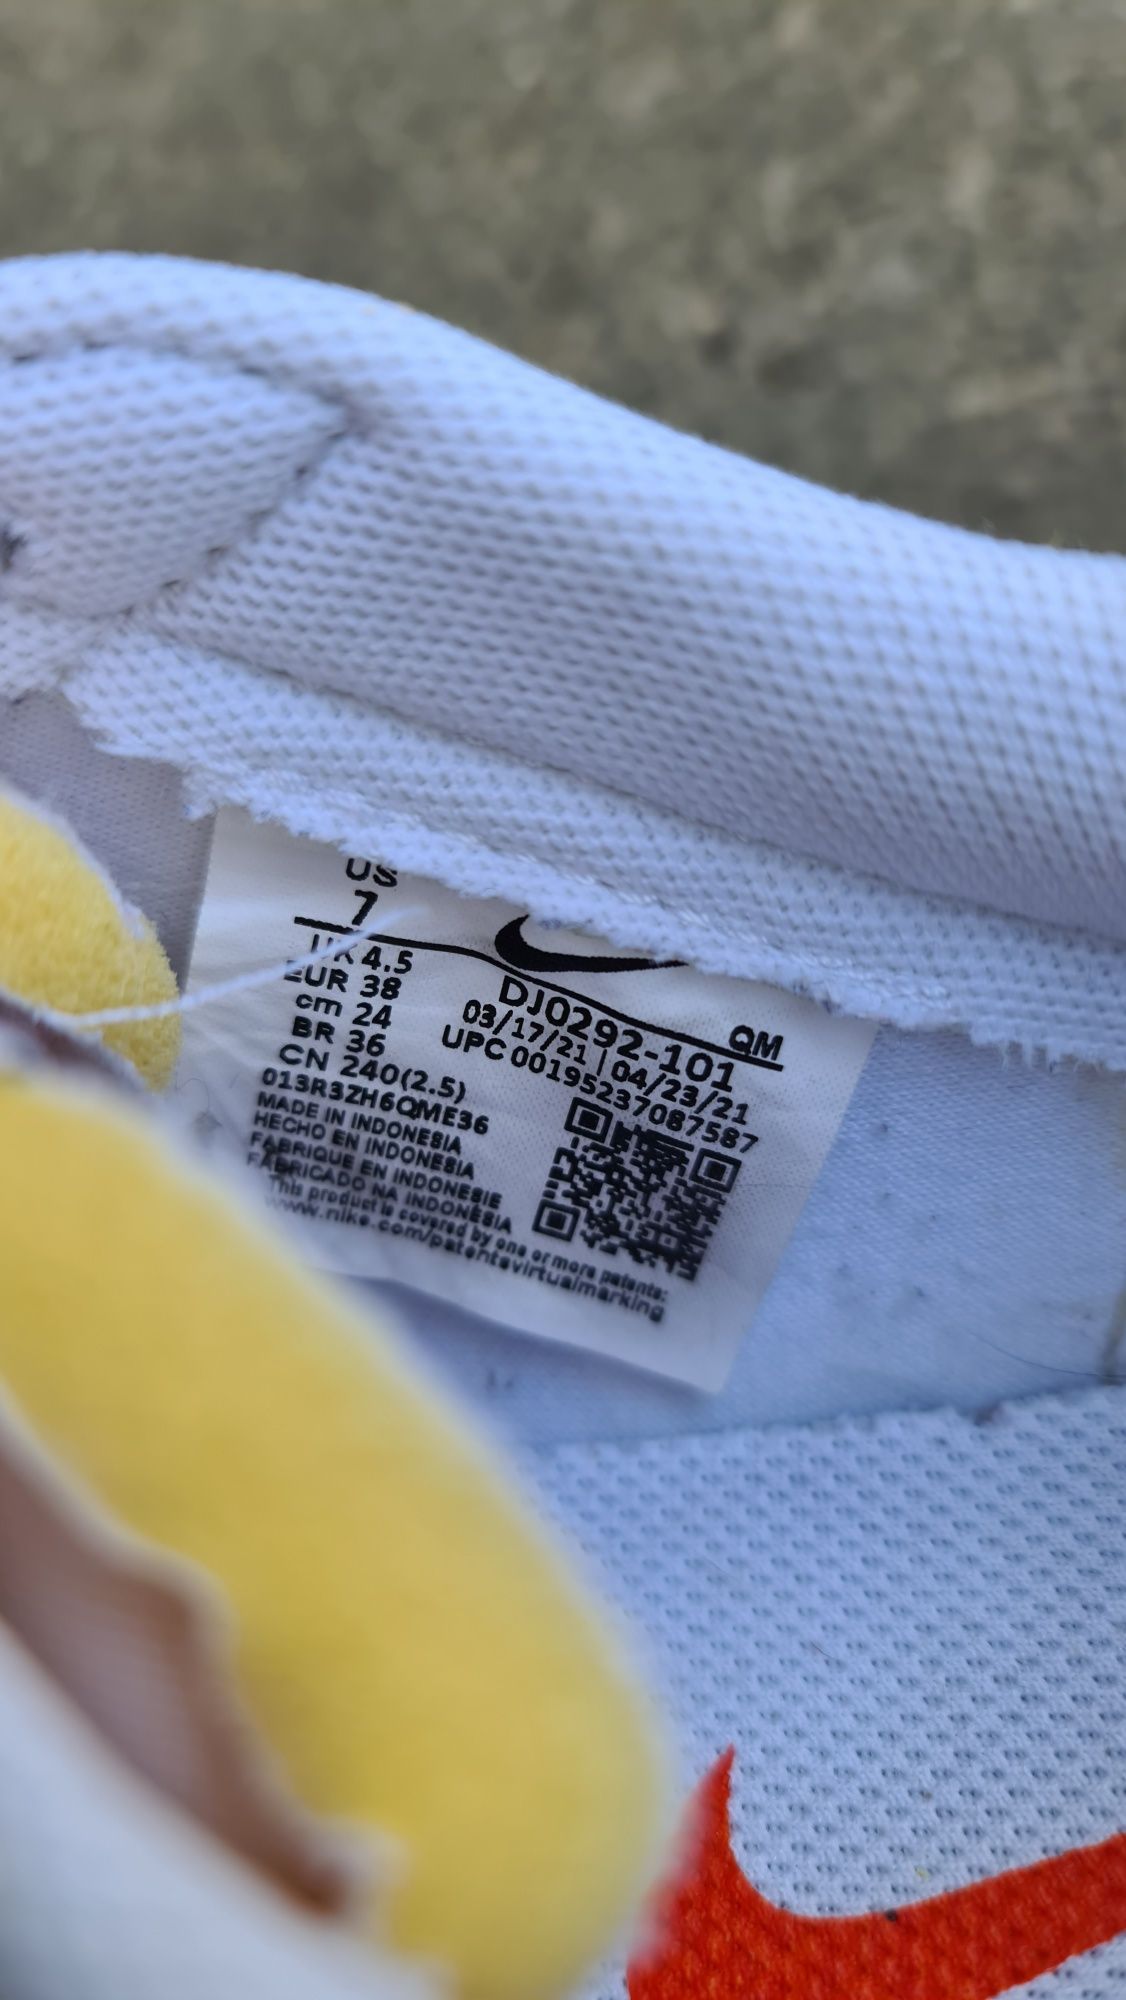 US
7
UK 4.5
EUR 38
cm 24
BR 36
CN 240(2.5)
013R3ZH6QME36
MADE IN INDONESIA
HECHO EN INDONESIA
FABRIQUE EN INDONESIE
FABRICADO NA INDONÉSIA
This product is covered by one or more patents:
www.nike.com/patentsvirtualmarking
QM
DJ0292-101
03/17/21 | 04/23/21
UPC 00195237087587